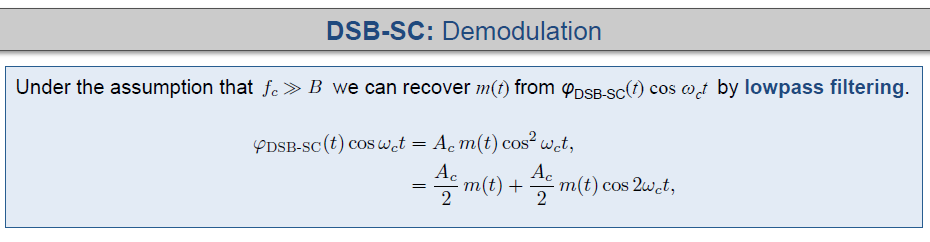 DSB-SC: Demodulation
Under the assumption that f_c ≫ B we can recover m(t) from φ_DSB-SC(t) cos ω_c t by lowpass filtering.
φ_DSB-SC(t) cos ω_c t = A_c m(t) cos² ω_c t,
= A_c/2 m(t) + A_c/2 m(t) cos 2ω_c t,